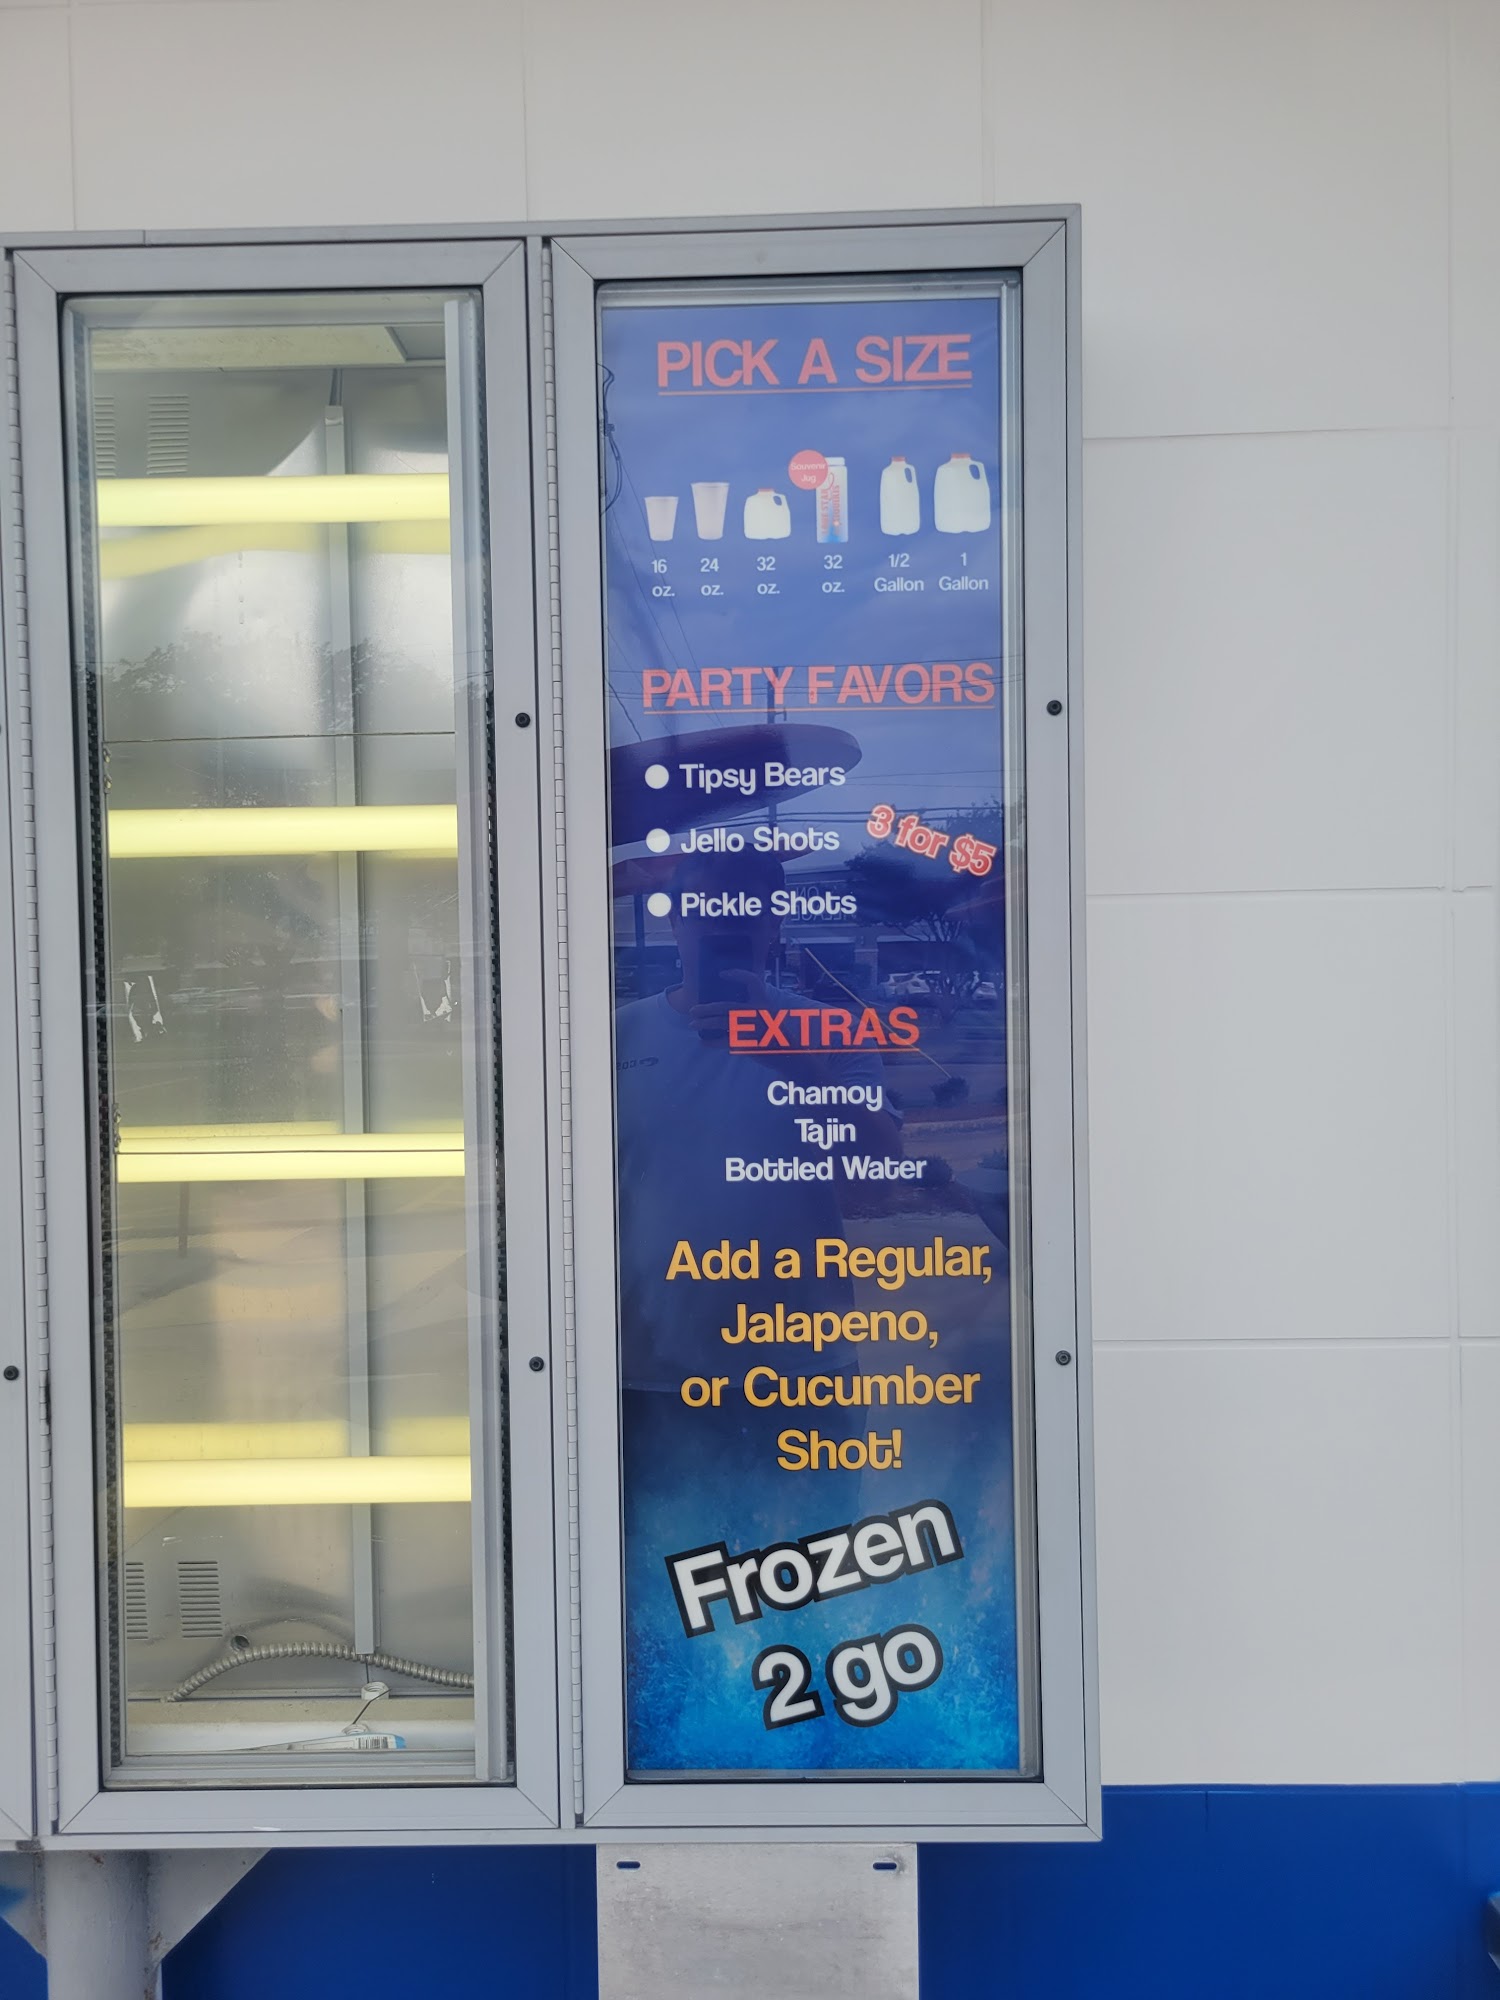 PICK A SIZE
Souvenir
Jug
16
oz.
24
oz.
32
oz.
32
oz.
1/2
Gallon
1
Gallon
PARTY FAVORS
Tipsy Bears
Jello Shots
3 for $5
Pickle Shots
EXTRAS
Chamoy
Tajin
Bottled Water
Add a Regular,
Jalapeno,
or Cucumber
Shot!
Frozen
2 go